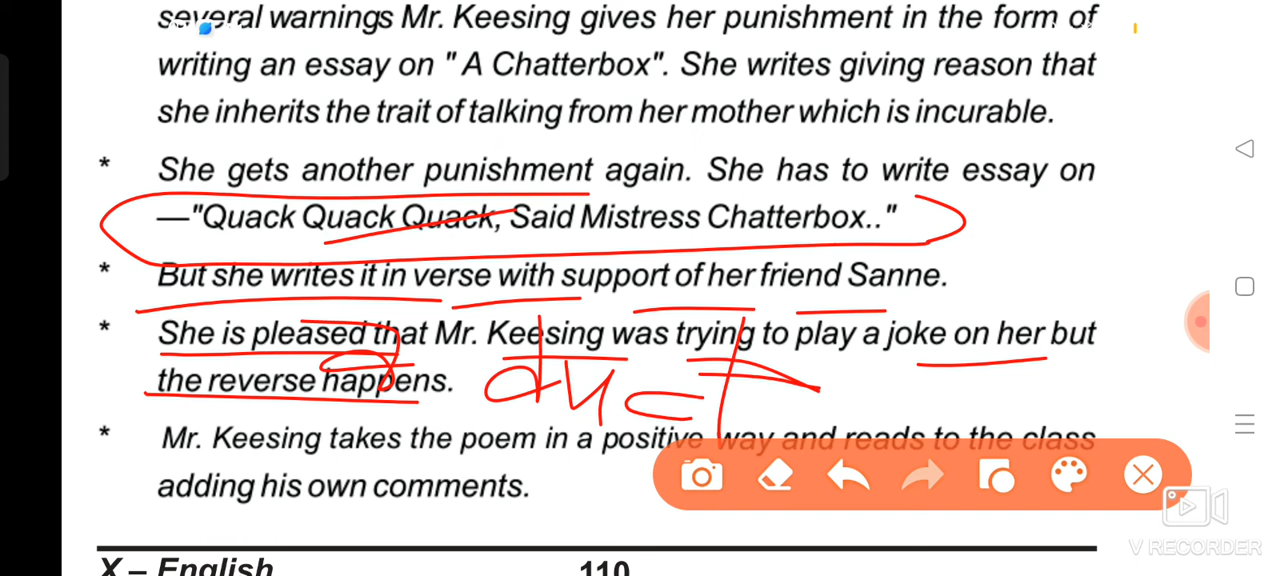 several warnings Mr. Keesing gives her punishment in the form of
writing an essay on " A Chatterbox". She writes giving reason that
she inherits the trait of talking from her mother which is incurable.
* She gets another punishment again. She has to write essay on
—"Quack Quack Quack, Said Mistress Chatterbox.."
* But she writes it in verse with support of her friend Sanne.
* She is pleased that Mr. Keesing was trying to play a joke on her but
the reverse happens.
* Mr. Keesing takes the poem in a positive way and reads to the class
adding his own comments.
X – English 110
V RECORDER